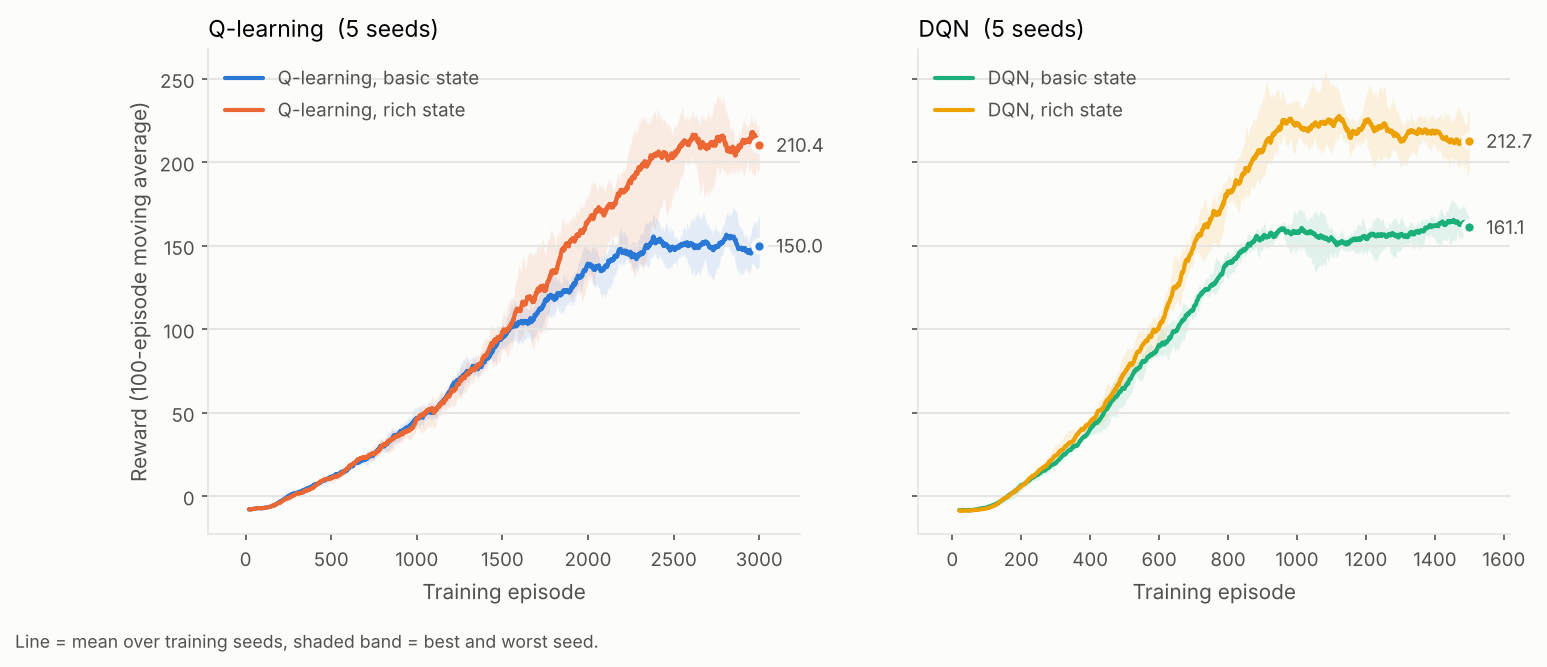 Q-learning (5 seeds)
Reward (100-episode moving average)
250
200
150
100
50
0
Q-learning, basic state
Q-learning, rich state
210.4
150.0
0 500 1000 1500 2000 2500 3000
Training episode
DQN (5 seeds)
DQN, basic state
DQN, rich state
212.7
161.1
0 200 400 600 800 1000 1200 1400 1600
Training episode
Line = mean over training seeds, shaded band = best and worst seed.